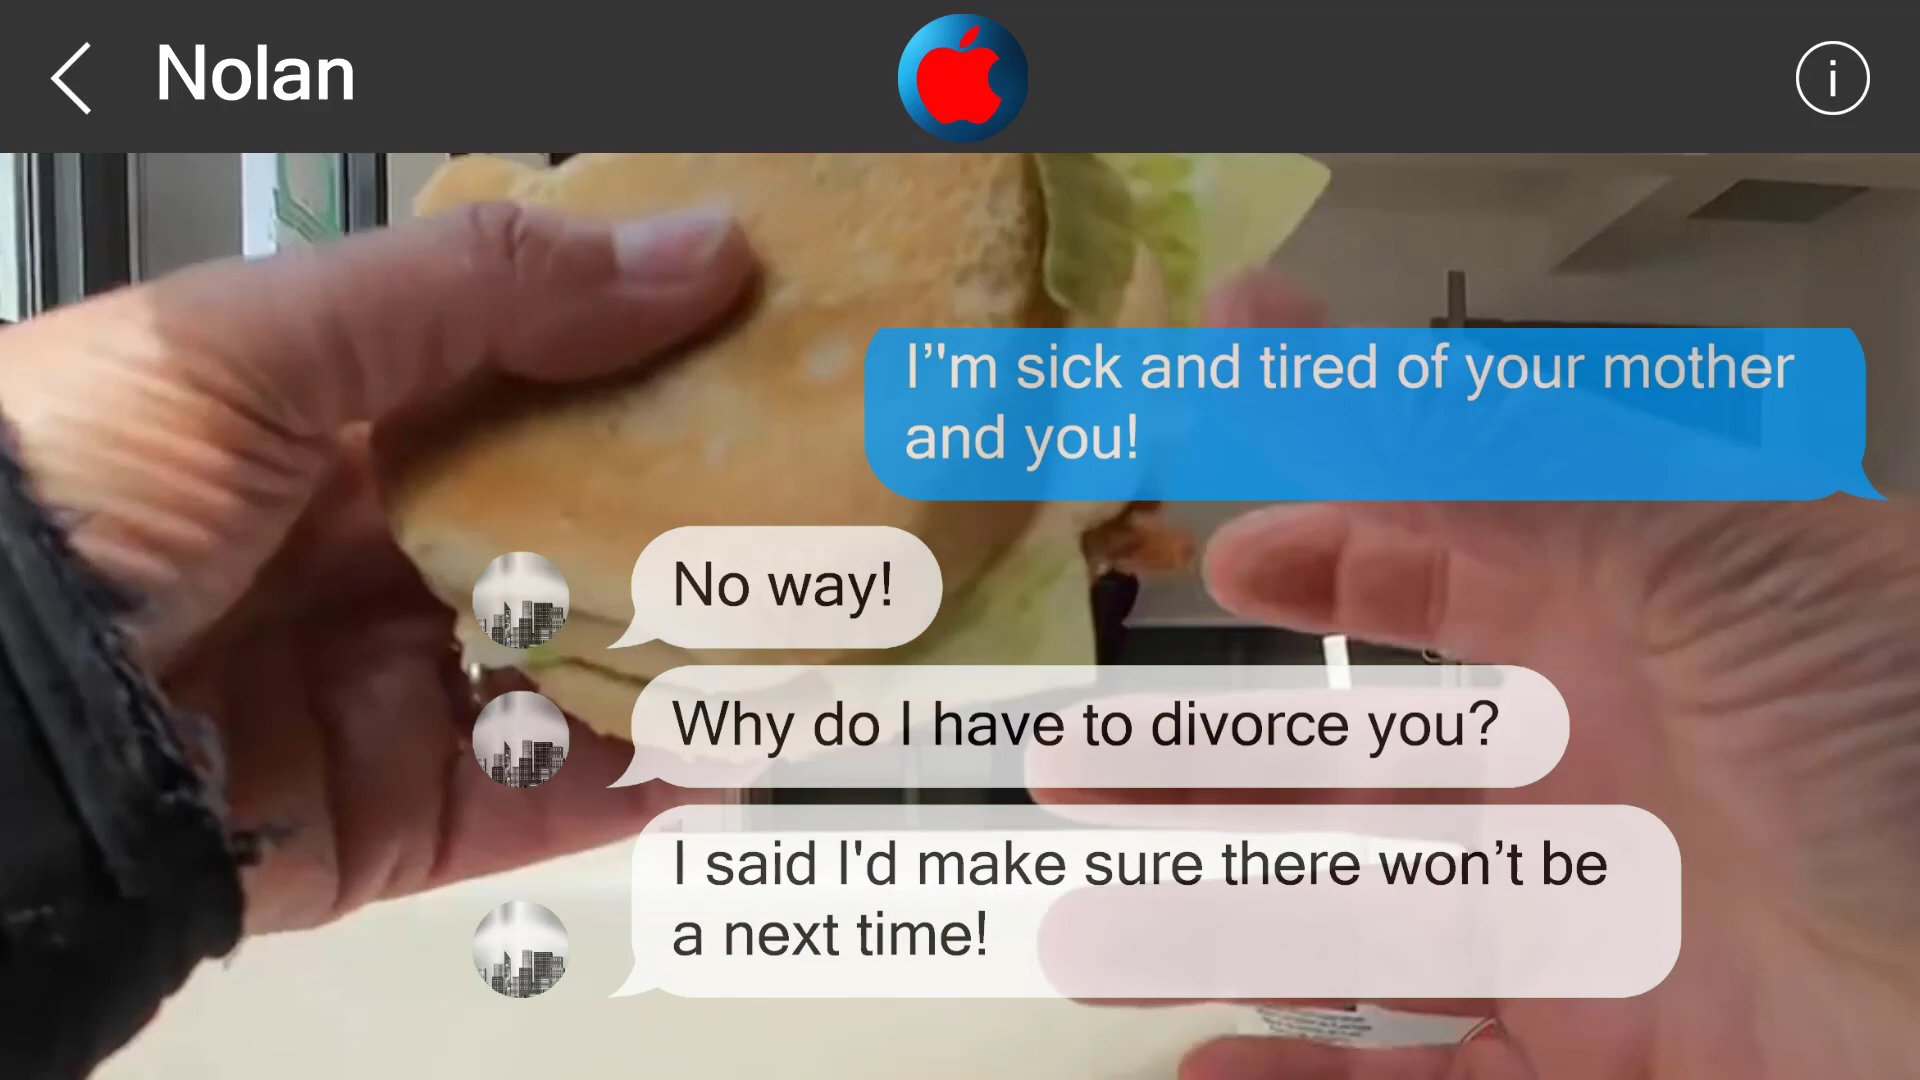 Nolan
I”'m sick and tired of your mother
and you!
No way!
Why do I have to divorce you?
I said I'd make sure there won’t be
a next time!